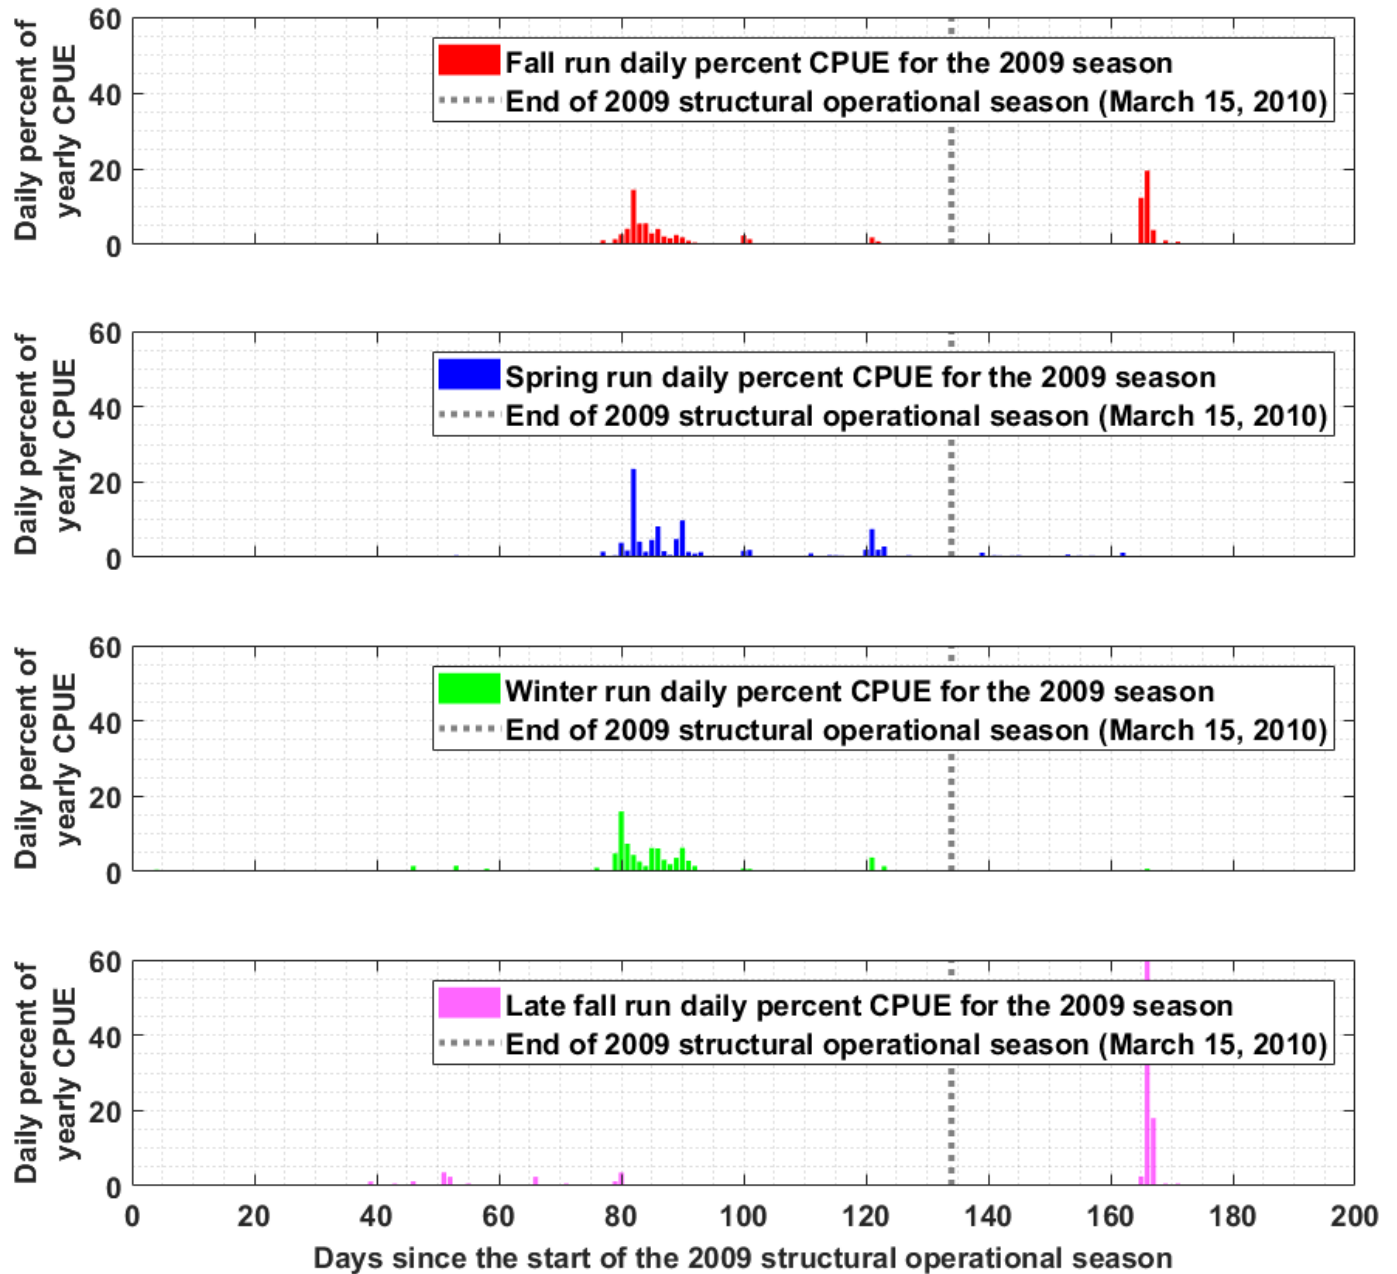 60
40
20
0
Daily percent of
yearly CPUE
Fall run daily percent CPUE for the 2009 season
End of 2009 structural operational season (March 15, 2010)
60
40
20
0
Daily percent of
yearly CPUE
Spring run daily percent CPUE for the 2009 season
End of 2009 structural operational season (March 15, 2010)
60
40
20
0
Daily percent of
yearly CPUE
Winter run daily percent CPUE for the 2009 season
End of 2009 structural operational season (March 15, 2010)
60
40
20
0
Daily percent of
yearly CPUE
Late fall run daily percent CPUE for the 2009 season
End of 2009 structural operational season (March 15, 2010)
0 20 40 60 80 100 120 140 160 180 200
Days since the start of the 2009 structural operational season